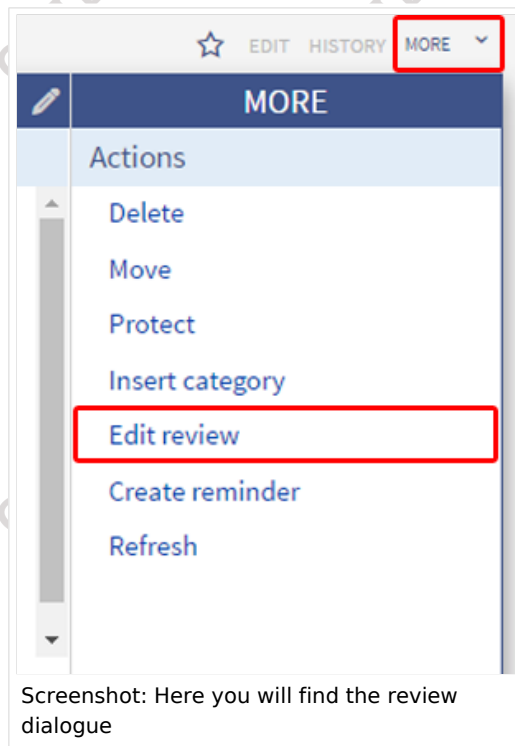 EDIT HISTORY MORE
MORE
Actions
Delete
Move
Protect
Insert category
Edit review
Create reminder
Refresh
Screenshot: Here you will find the review
dialogue